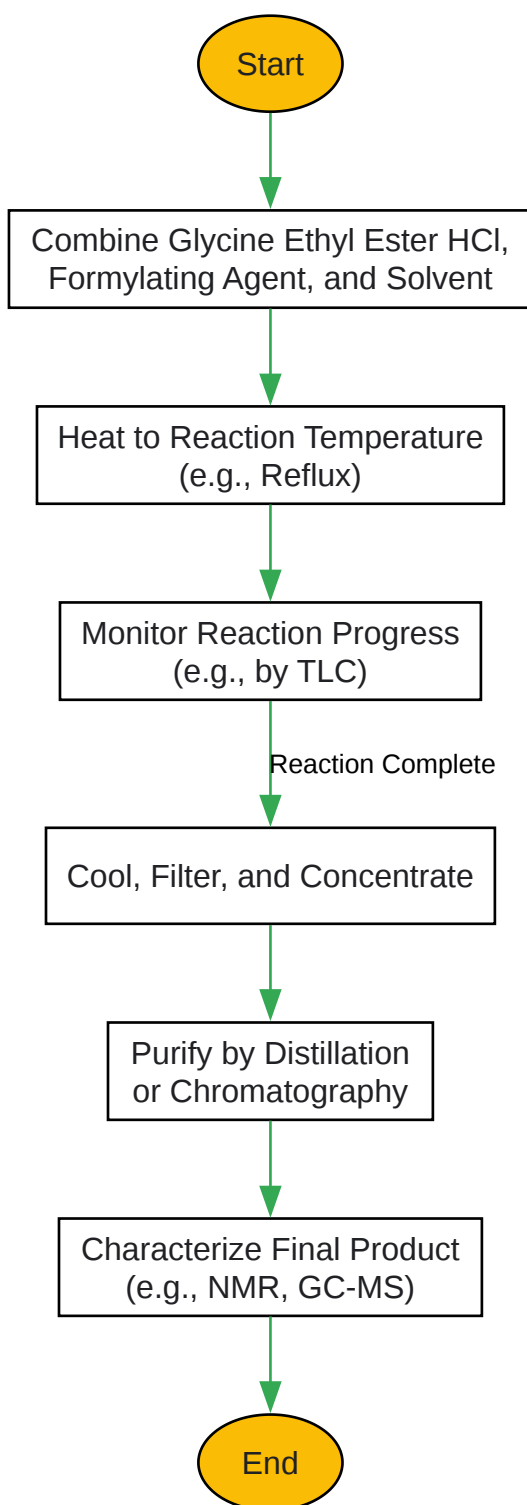 Start
Combine Glycine Ethyl Ester HCl,
Formylating Agent, and Solvent
Heat to Reaction Temperature
(e.g., Reflux)
Monitor Reaction Progress
(e.g., by TLC)
Reaction Complete
Cool, Filter, and Concentrate
Purify by Distillation
or Chromatography
Characterize Final Product
(e.g., NMR, GC-MS)
End